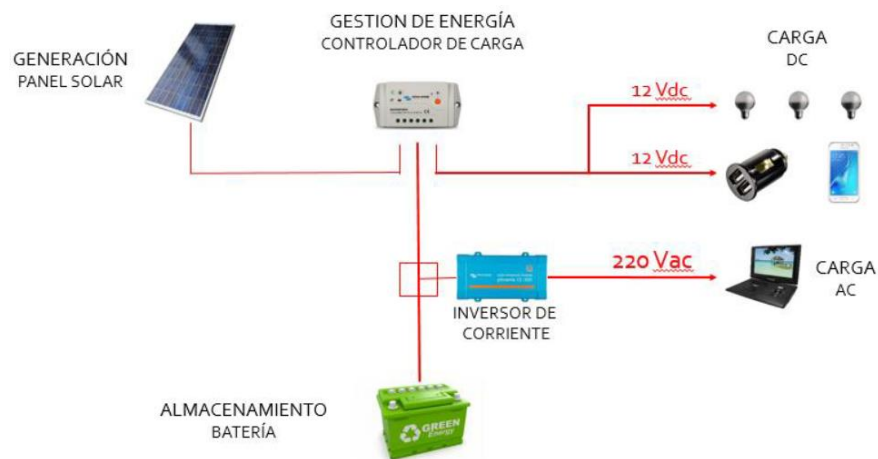 GESTION DE ENERGÍA
CONTROLADOR DE CARGA
GENERACIÓN
PANEL SOLAR
CARGA
DC
12 Vdc
12 Vdc
220 Vac
CARGA
AC
INVERSOR DE
CORRIENTE
ALMACENAMIENTO
BATERÍA
GREEN
Energy